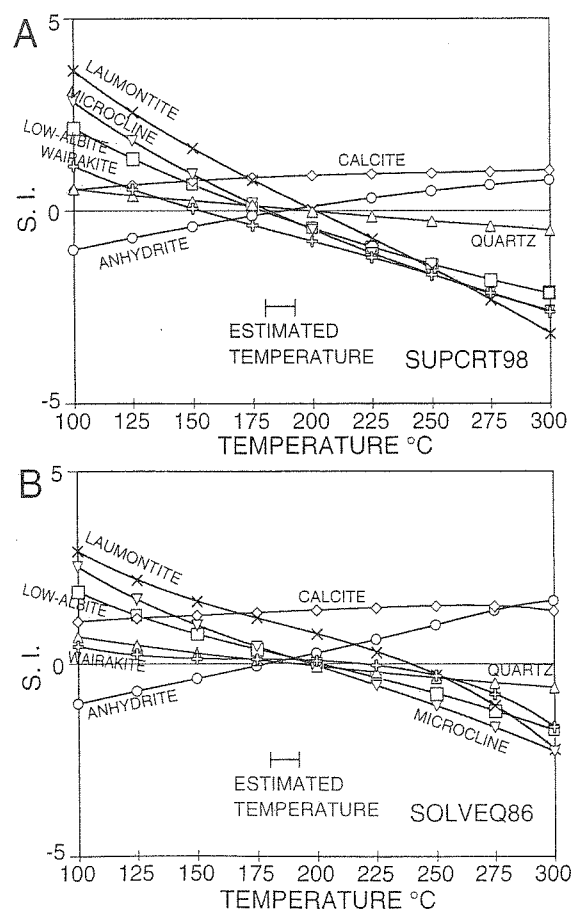 A
5
LAUMONTITE
MICROCLINE
LOW-ALBITE
WAIRAKITE
CALCITE
S. I.
0
QUARTZ
ANHYDRITE
ESTIMATED
TEMPERATURE
SUPCRT98
-5
100 125 150 175 200 225 250 275 300
TEMPERATURE °C
B
5
LAUMONTITE
LOW-ALBITE
CALCITE
S. I.
0
WAIRAKITE
QUARTZ
ANHYDRITE
MICROCLINE
ESTIMATED
TEMPERATURE
SOLVEQ86
-5
100 125 150 175 200 225 250 275 300
TEMPERATURE °C